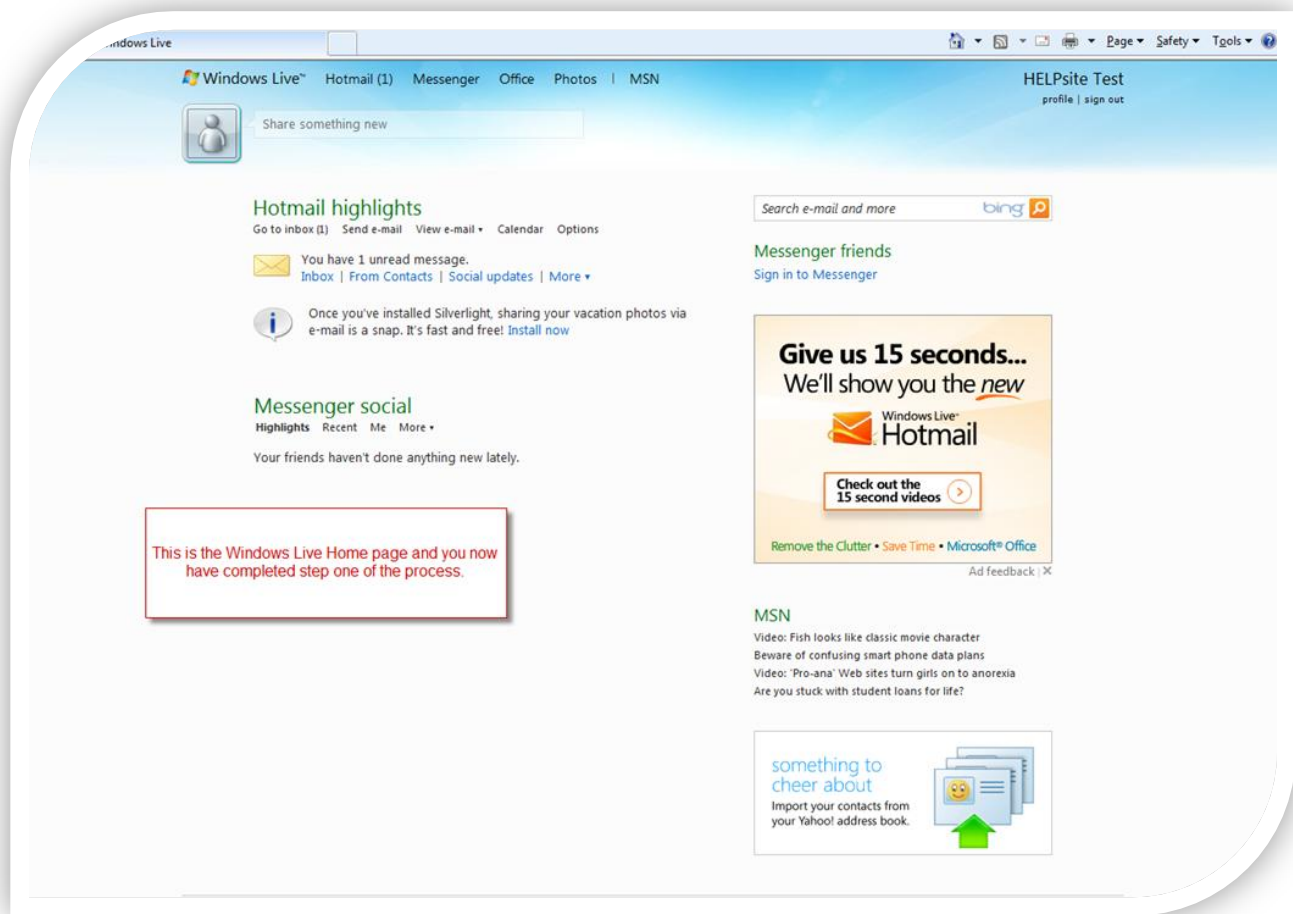 Windows Live
Page Safety Tools
Windows Live™ Hotmail (1) Messenger Office Photos | MSN
HELPsite Test
profile | sign out
Share something new
Hotmail highlights
Go to inbox (1) Send e-mail View e-mail Calendar Options
You have 1 unread message.
Inbox | From Contacts | Social updates | More
Once you've installed Silverlight, sharing your vacation photos via
e-mail is a snap. It's fast and free! Install now
Messenger social
Highlights Recent Me More
Your friends haven't done anything new lately.
This is the Windows Live Home page and you now
have completed step one of the process.
Search e-mail and more bing
Messenger friends
Sign in to Messenger
Give us 15 seconds...
We'll show you the new
Windows Live™
Hotmail
Check out the
15 second videos
Remove the Clutter • Save Time • Microsoft® Office
Ad feedback | X
MSN
Video: Fish looks like classic movie character
Beware of confusing smart phone data plans
Video: 'Pro-ana' Web sites turn girls on to anorexia
Are you stuck with student loans for life?
something to
cheer about
Import your contacts from
your Yahoo! address book.